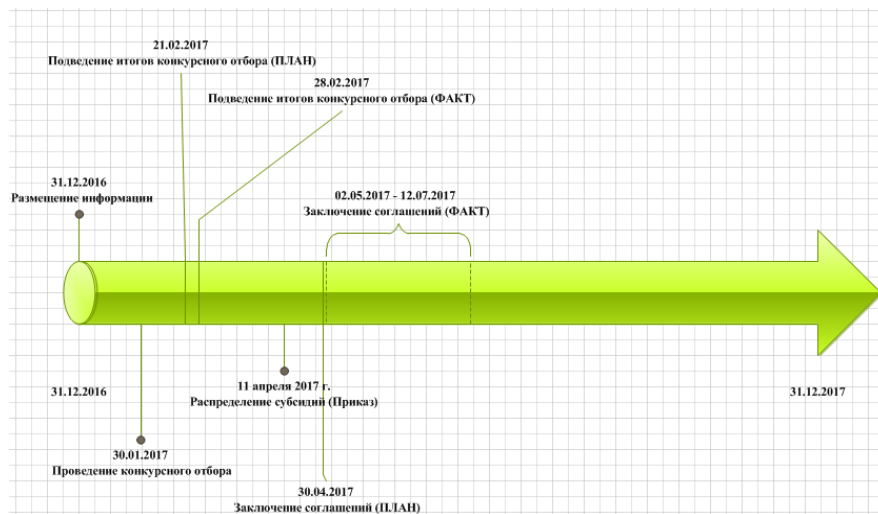 21.02.2017
Подведение итогов конкурсного отбора (ПЛАН)
28.02.2017
Подведение итогов конкурсного отбора (ФАКТ)
31.12.2016
Размещение информации
02.05.2017 - 12.07.2017
Заключение соглашений (ФАКТ)
11 апреля 2017 г.
Распределение субсидий (Приказ)
31.12.2016
31.12.2017
30.01.2017
Проведение конкурсного отбора
30.04.2017
Заключение соглашений (ПЛАН)